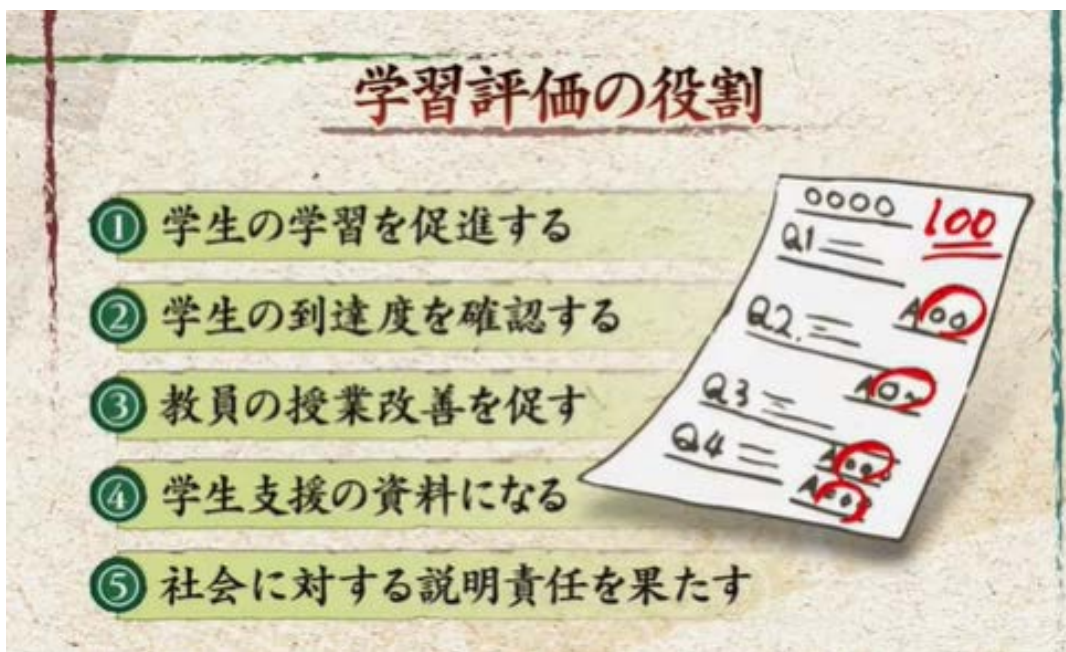 学習評価の役割
① 学生の学習を促進する
② 学生の到達度を確認する
③ 教員の授業改善を促す
④ 学生支援の資料になる
⑤ 社会に対する説明責任を果たす
0000
100
Q1
Q2.
Q3
Q4